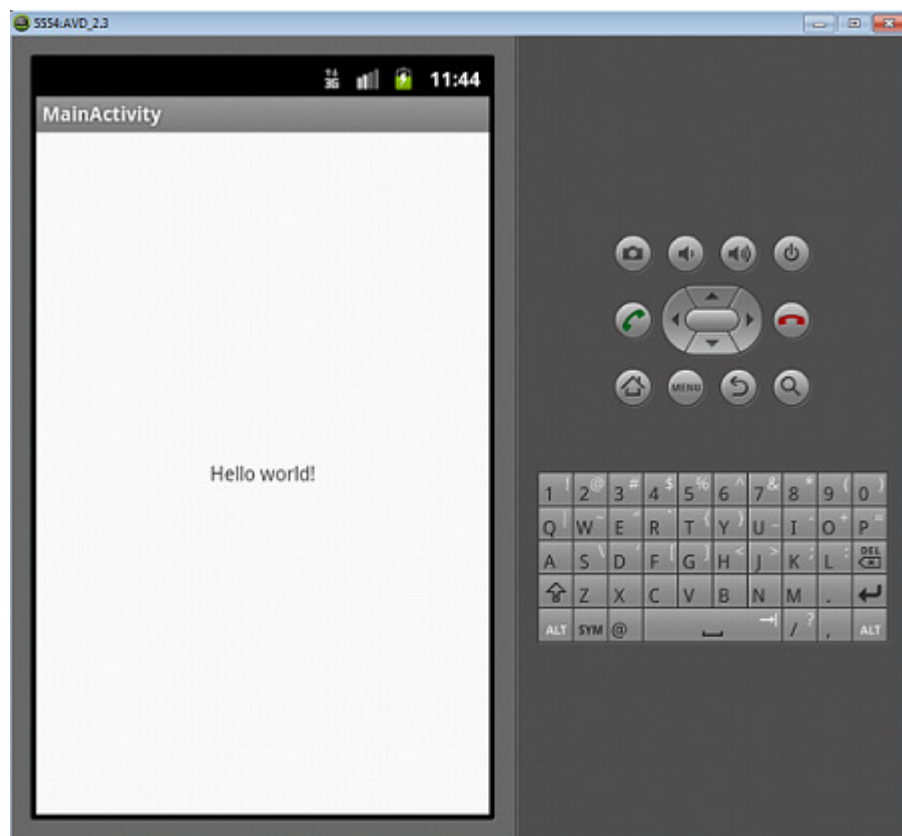 5554:AVD_2.3
3G 11:44
MainActivity
Hello world!
MENU
1 ! 2 @ 3 # 4 $ 5 % 6 ^ 7 & 8 * 9 ( 0 )
Q | W ~ E " R ` T { Y } U _ I - O + P =
A S \ D ' F [ G ] H < J > K ; L : DEL
Z X C V B N M .
ALT SYM @ / ? , ALT